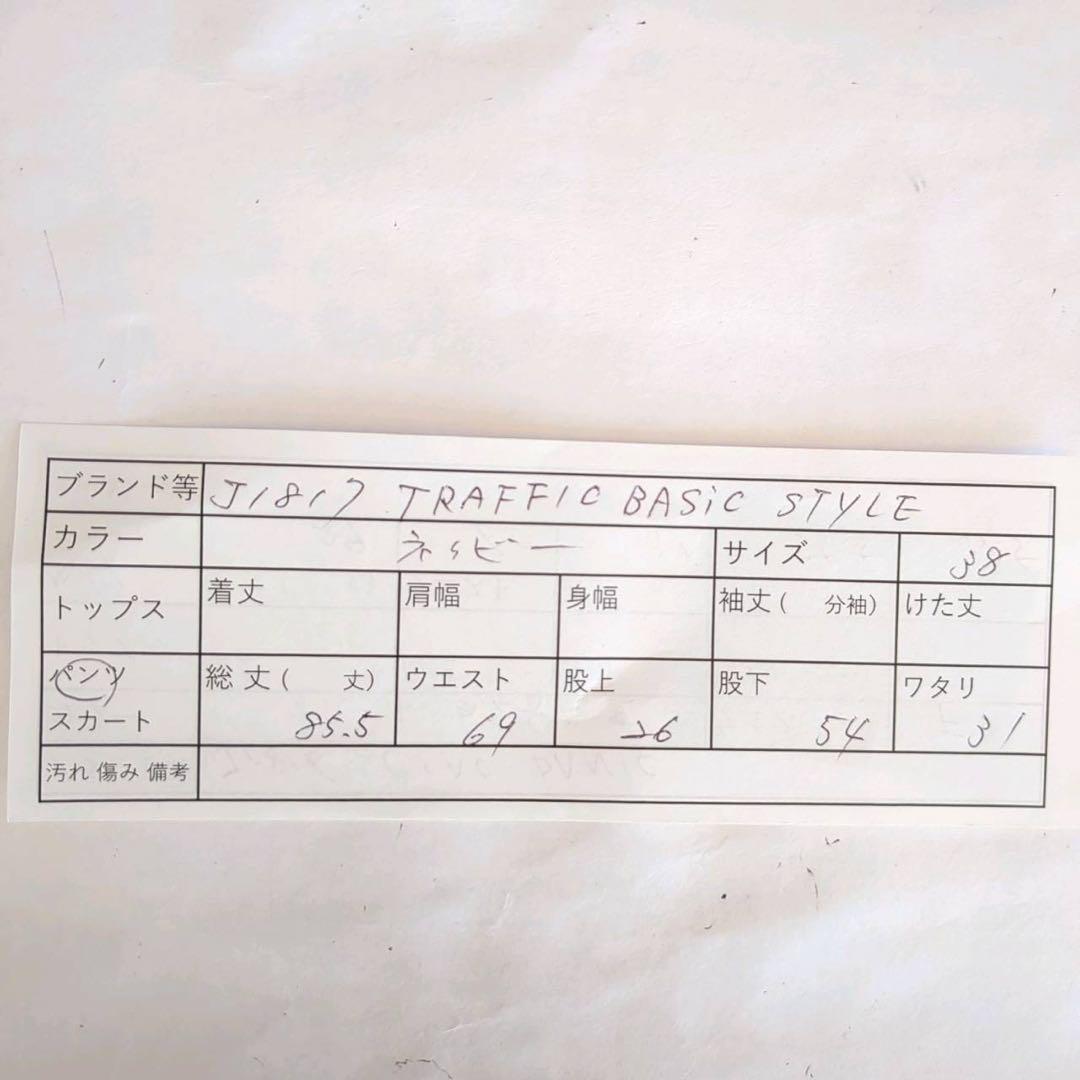 ブランド等 J1817 TRAFFIC BASiC STYLE
カラー ネイビー サイズ 38
トップス 着丈 肩幅 身幅 袖丈( 分袖) けた丈
パンツ 総丈( 丈) ウエスト 股上 股下 ワタリ
スカート 85.5 69 26 54 31
汚れ 傷み 備考